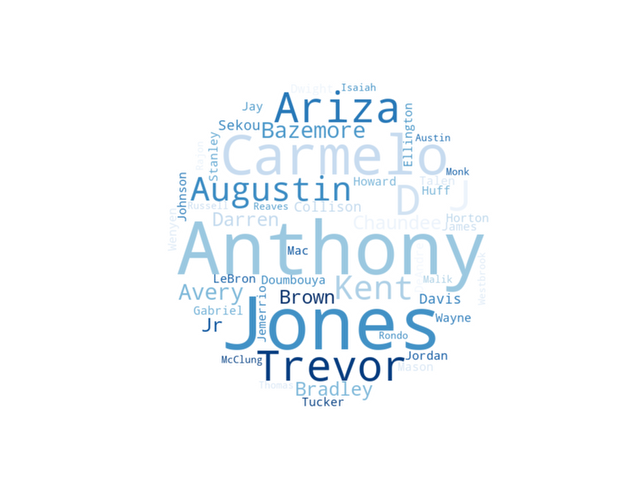 Dwight
Isaiah
Jay
Ariza
Ellington
Sekou
Bazemore
Austin
Stanley
Carmelo
Rajon
Monk
Johnson
Augustin
Howard
Talen
Huff
D
J
Russell
Reaves
Collison
Wenyen
Darren
Chaundee
Horton
James
Anthony
Mac
Westbrook
LeBron
Doumbouya
Malik
Avery
Kent
Brown
Davis
Gabriel
Jemerrio
Jones
Jr
Wayne
Rondo
McClung
Trevor
Jordan
Mason
Thomas
Bradley
Tucker